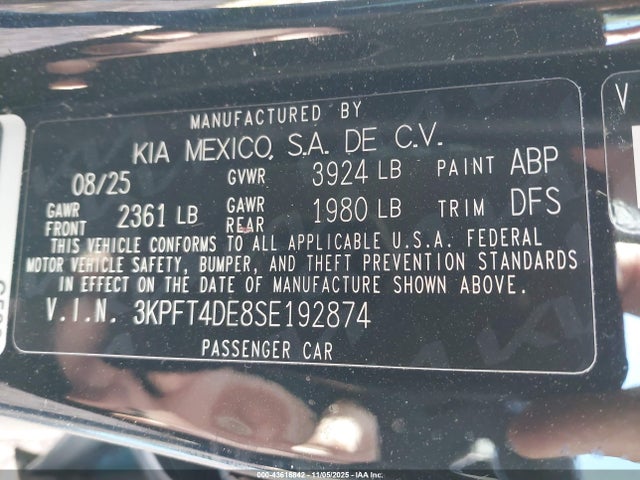 MANUFACTURED BY
KIA MEXICO, S.A. DE C.V.
08/25 GVWR 3924 LB PAINT ABP
GAWR FRONT 2361 LB GAWR REAR 1980 LB TRIM DFS
THIS VEHICLE CONFORMS TO ALL APPLICABLE U.S.A. FEDERAL
MOTOR VEHICLE SAFETY, BUMPER, AND THEFT PREVENTION STANDARDS
IN EFFECT ON THE DATE OF MANUFACTURE SHOWN ABOVE.
V.I.N. 3KPFT4DE8SE192874
PASSENGER CAR
V
000-43618842 - 11/05/2025 - IAA Inc.